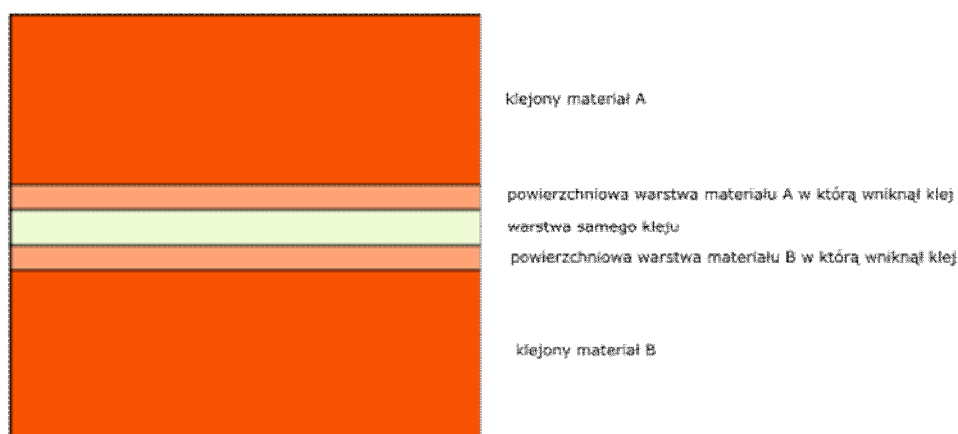 klejony materiał A
powierzchniowa warstwa materiału A w którą wniknął klej
warstwa samego kleju
powierzchniowa warstwa materiału B w którą wniknął klej
klejony materiał B